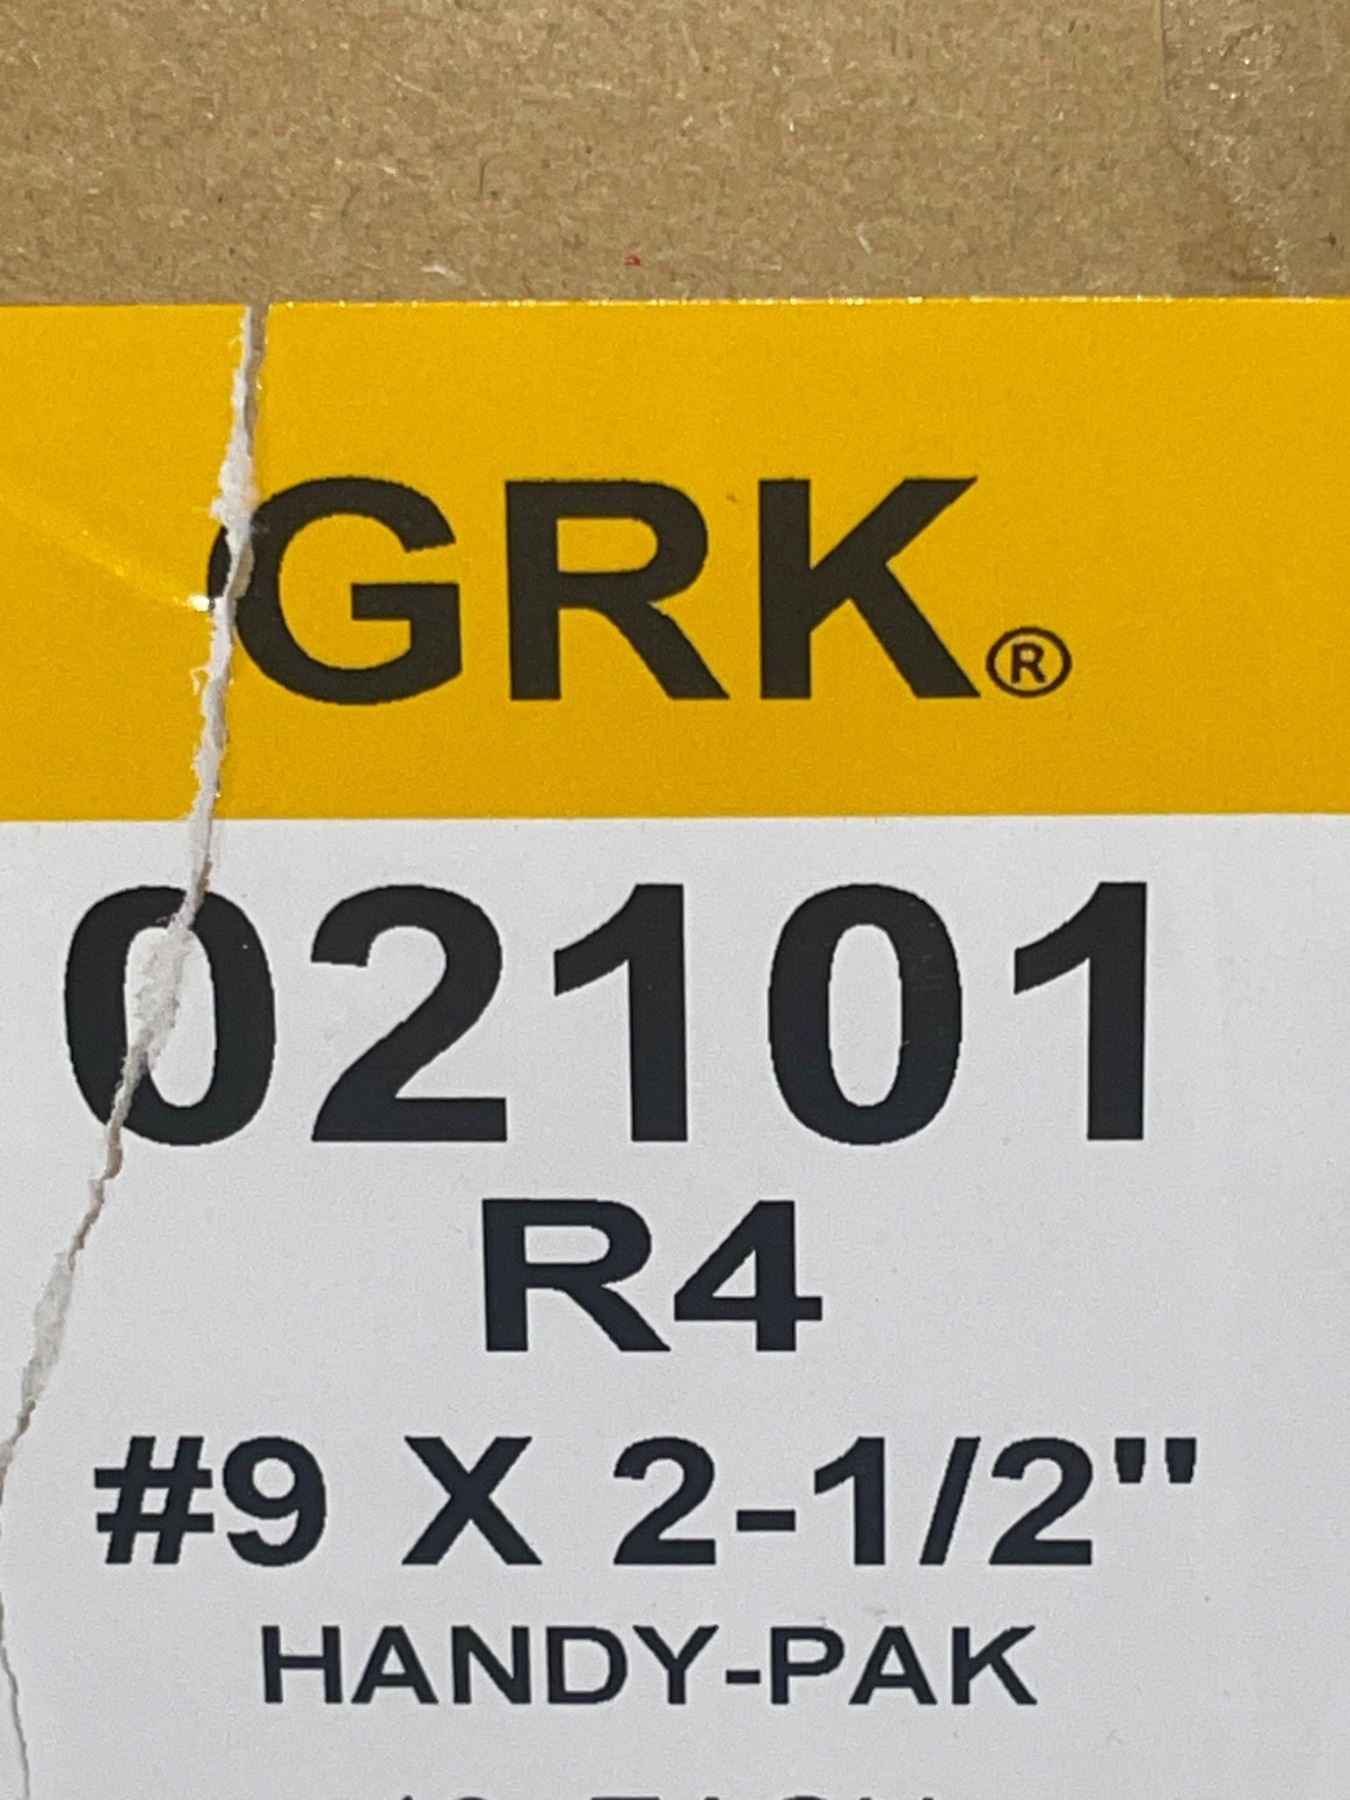 GRK®
02101
R4
#9 X 2-1/2"
HANDY-PAK